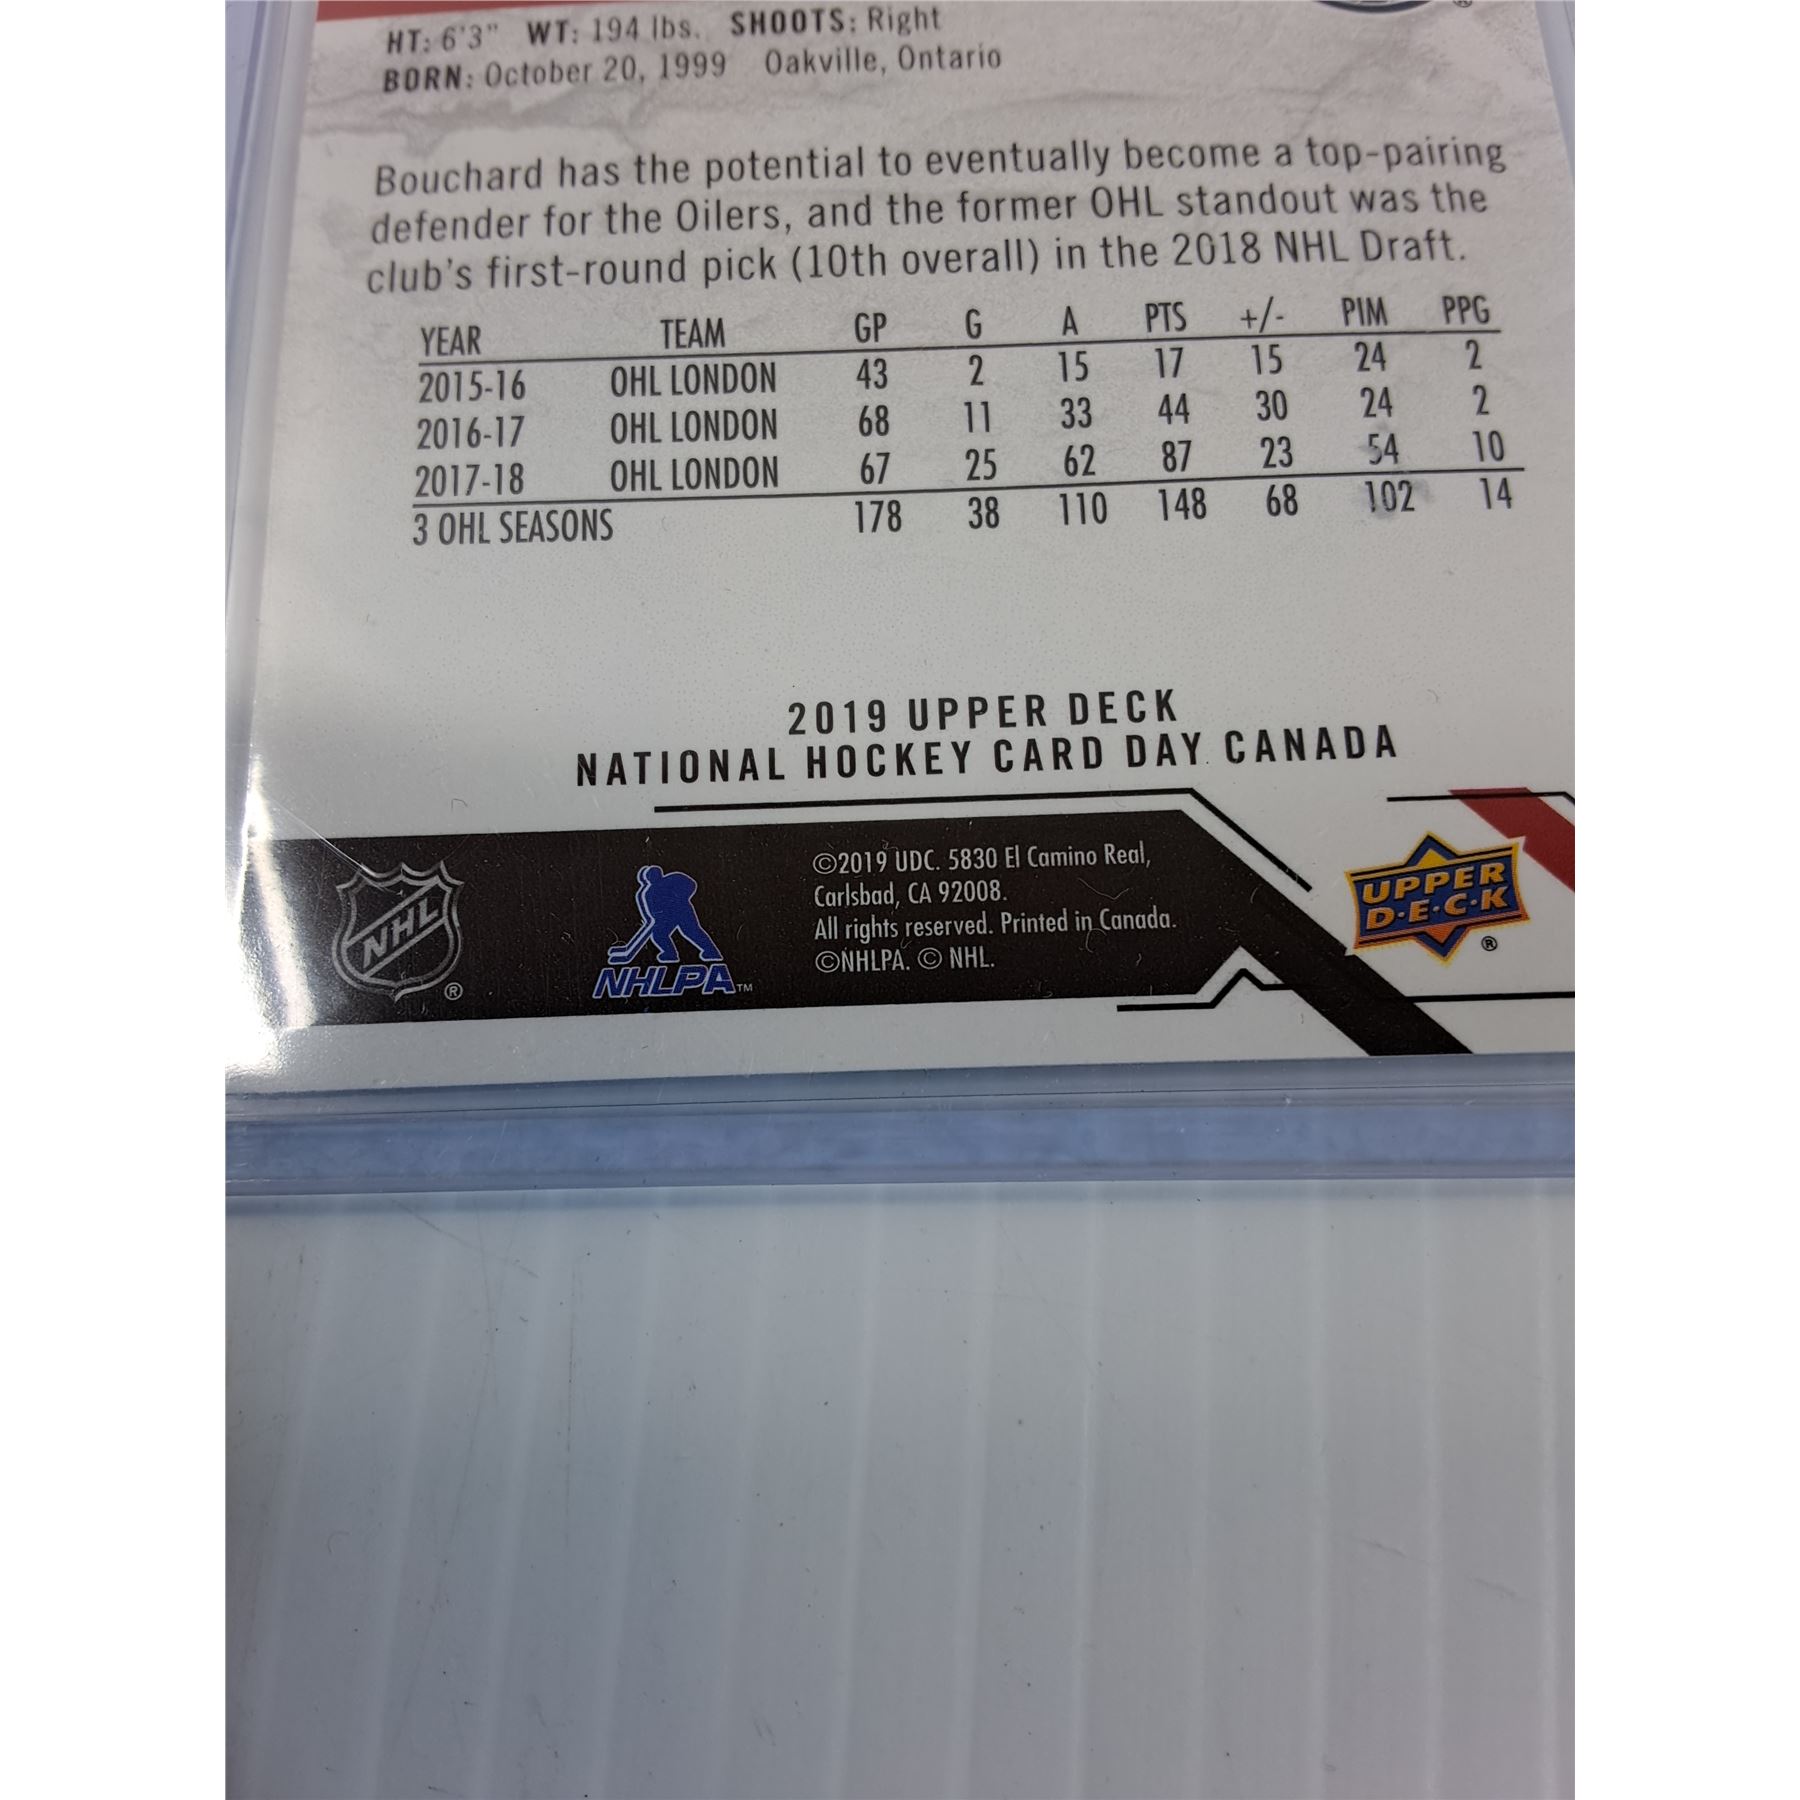 HT: 6'3" WT: 194 lbs. SHOOTS: Right
BORN: October 20, 1999 Oakville, Ontario
Bouchard has the potential to eventually become a top-pairing
defender for the Oilers, and the former OHL standout was the
club's first-round pick (10th overall) in the 2018 NHL Draft.
YEAR TEAM GP G A PTS +/- PIM PPG
2015-16 OHL LONDON 43 2 15 17 15 24 2
2016-17 OHL LONDON 68 11 33 44 30 24 2
2017-18 OHL LONDON 67 25 62 87 23 54 10
3 OHL SEASONS 178 38 110 148 68 102 14
2019 UPPER DECK
NATIONAL HOCKEY CARD DAY CANADA
©2019 UDC. 5830 El Camino Real,
Carlsbad, CA 92008.
All rights reserved. Printed in Canada.
©NHLPA. © NHL.
NHL ®
NHLPA™
UPPER
D·E·C·K ®